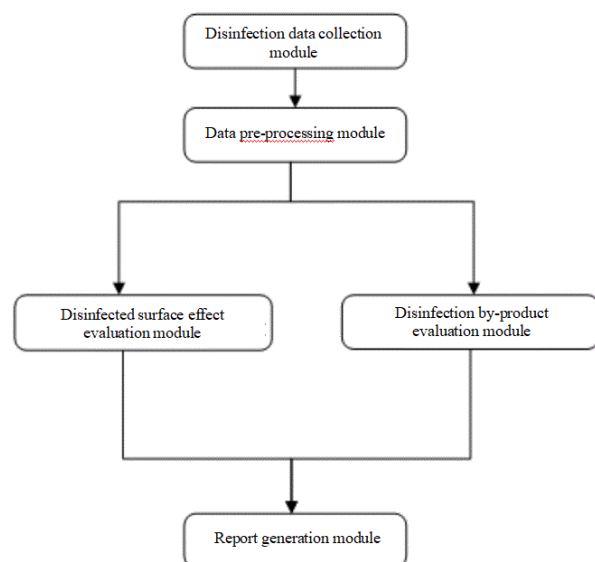 Disinfection data collection
module
Data pre-processing module
Disinfected surface effect
evaluation module
Disinfection by-product
evaluation module
Report generation module